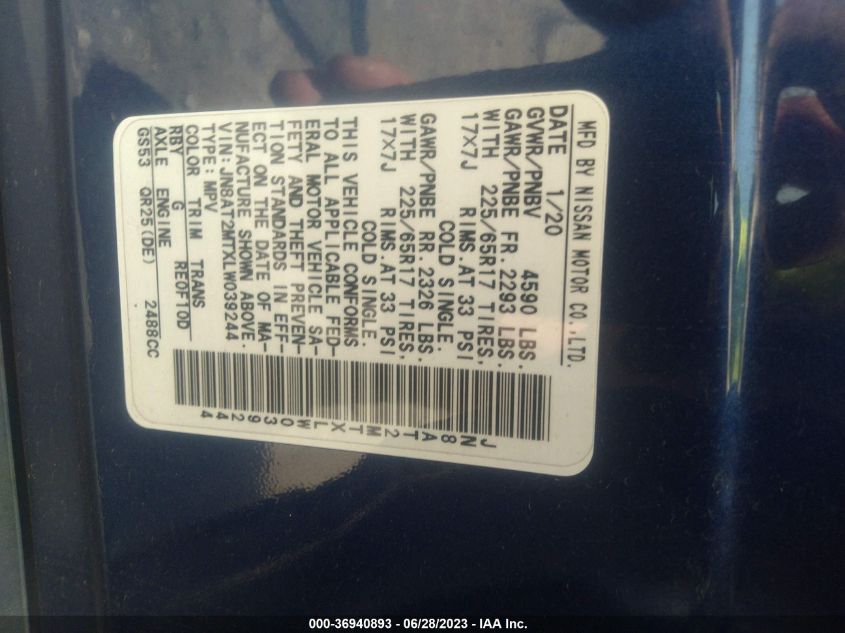 MFD BY NISSAN MOTOR CO.,LTD.
DATE 1/20
GVWR/PNBV 4590 LBS.
GAWR/PNBE FR. 2293 LBS.
WITH 225/65R17 TIRES,
17X7J RIMS.AT 33 PSI
COLD SINGLE.
GAWR/PNBE RR. 2326 LBS.
WITH 225/65R17 TIRES,
17X7J RIMS.AT 33 PSI
COLD SINGLE.
THIS VEHICLE CONFORMS
TO ALL APPLICABLE FED-
ERAL MOTOR VEHICLE SA-
FETY AND THEFT PREVEN-
TION STANDARDS IN EFF-
ECT ON THE DATE OF MA-
NUFACTURE SHOWN ABOVE.
VIN:JN8AT2MTXLW039244
TYPE:MPV
COLOR TRIM TRANS
RBY G RE0F10D
AXLE ENGINE
GS53 QR25(DE) 2488CC
JN8AT2MTXLW039244
000-36940893 - 06/28/2023 - IAA Inc.